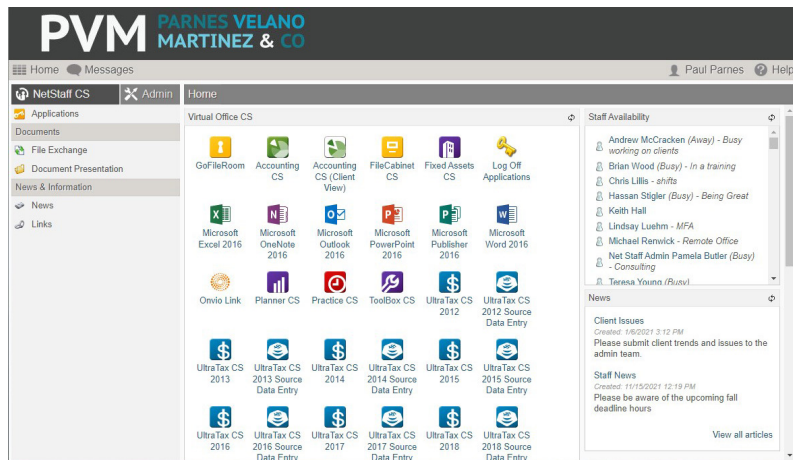 PVM PARNES VELANO
MARTINEZ & CO
Home Messages
Paul Parnes Help
NetStaff CS Admin
Home
Applications
Documents
File Exchange
Document Presentation
News & Information
News
Links
Virtual Office CS
GoFileRoom
Accounting
CS
Accounting
CS (Client
View)
FileCabinet
CS
Fixed Assets
CS
Log Off
Applications
Microsoft
Excel 2016
Microsoft
OneNote
2016
Microsoft
Outlook
2016
Microsoft
PowerPoint
2016
Microsoft
Publisher
2016
Microsoft
Word 2016
Onvio Link
Planner CS
Practice CS
ToolBox CS
UltraTax CS
2012
UltraTax CS
2012 Source
Data Entry
UltraTax CS
2013
UltraTax CS
2013 Source
Data Entry
UltraTax CS
2014
UltraTax CS
2014 Source
Data Entry
UltraTax CS
2015
UltraTax CS
2015 Source
Data Entry
UltraTax CS
2016
UltraTax CS
2016 Source
Data Entry
UltraTax CS
2017
UltraTax CS
2017 Source
Data Entry
UltraTax CS
2018
UltraTax CS
2018 Source
Data Entry
Staff Availability
Andrew McCracken (Away) - Busy
working on clients
Brian Wood (Busy) - In a training
Chris Lillis - shifts
Hassan Stigler (Busy) - Being Great
Keith Hall
Lindsay Luehm - MFA
Michael Renwick - Remote Office
Net Staff Admin Pamela Butler (Busy)
- Consulting
Teresa Young (Busy)
News
Client Issues
Created: 1/6/2021 3:12 PM
Please submit client trends and issues to the
admin team.
Staff News
Created: 11/15/2021 12:19 PM
Please be aware of the upcoming fall
deadline hours
View all articles